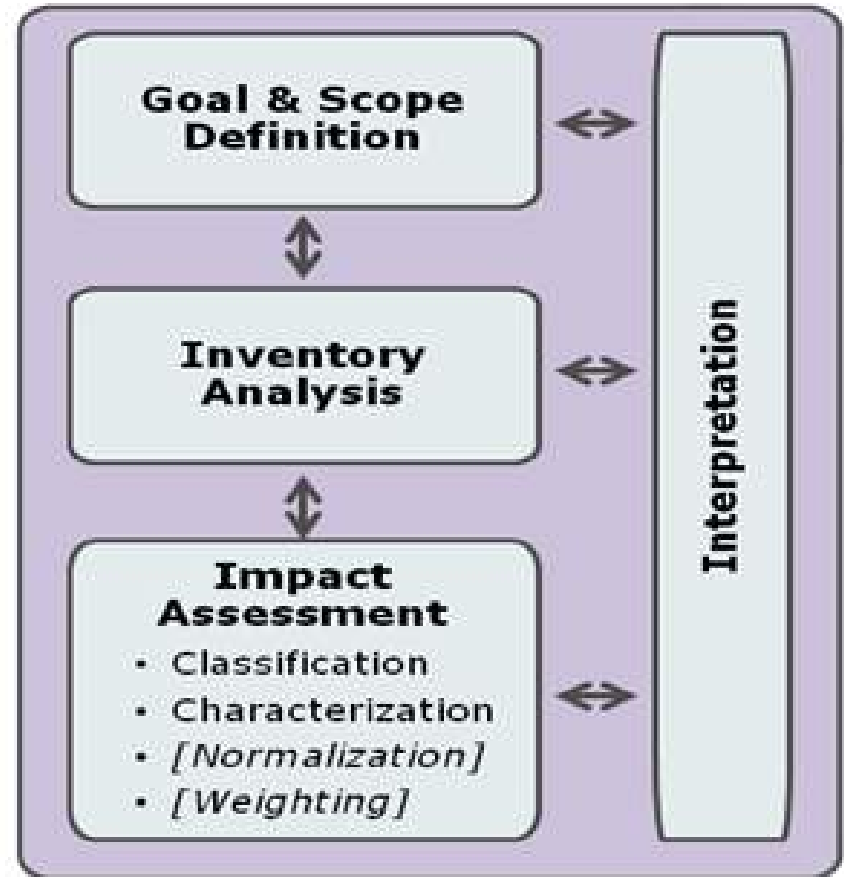 Goal & Scope
Definition
Inventory
Analysis
Impact
Assessment
• Classification
• Characterization
• [Normalization]
• [Weighting]
Interpretation